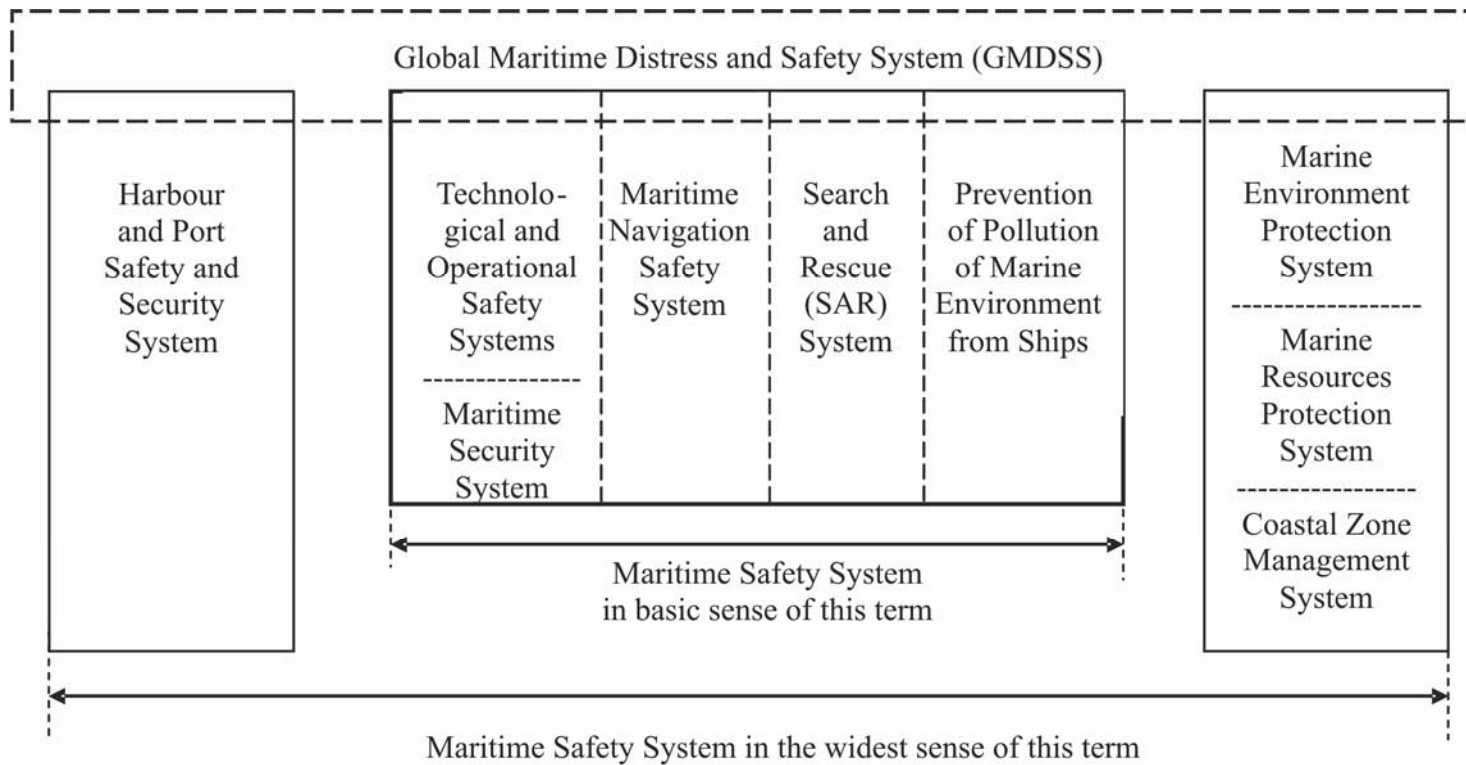 Global Maritime Distress and Safety System (GMDSS)
Harbour
and Port
Safety and
Security
System
Technolo-
gical and
Operational
Safety
Systems
Maritime
Security
System
Maritime
Navigation
Safety
System
Search
and
Rescue
(SAR)
System
Prevention
of Pollution
of Marine
Environment
from Ships
Marine
Environment
Protection
System
Marine
Resources
Protection
System
Coastal Zone
Management
System
Maritime Safety System
in basic sense of this term
Maritime Safety System in the widest sense of this term